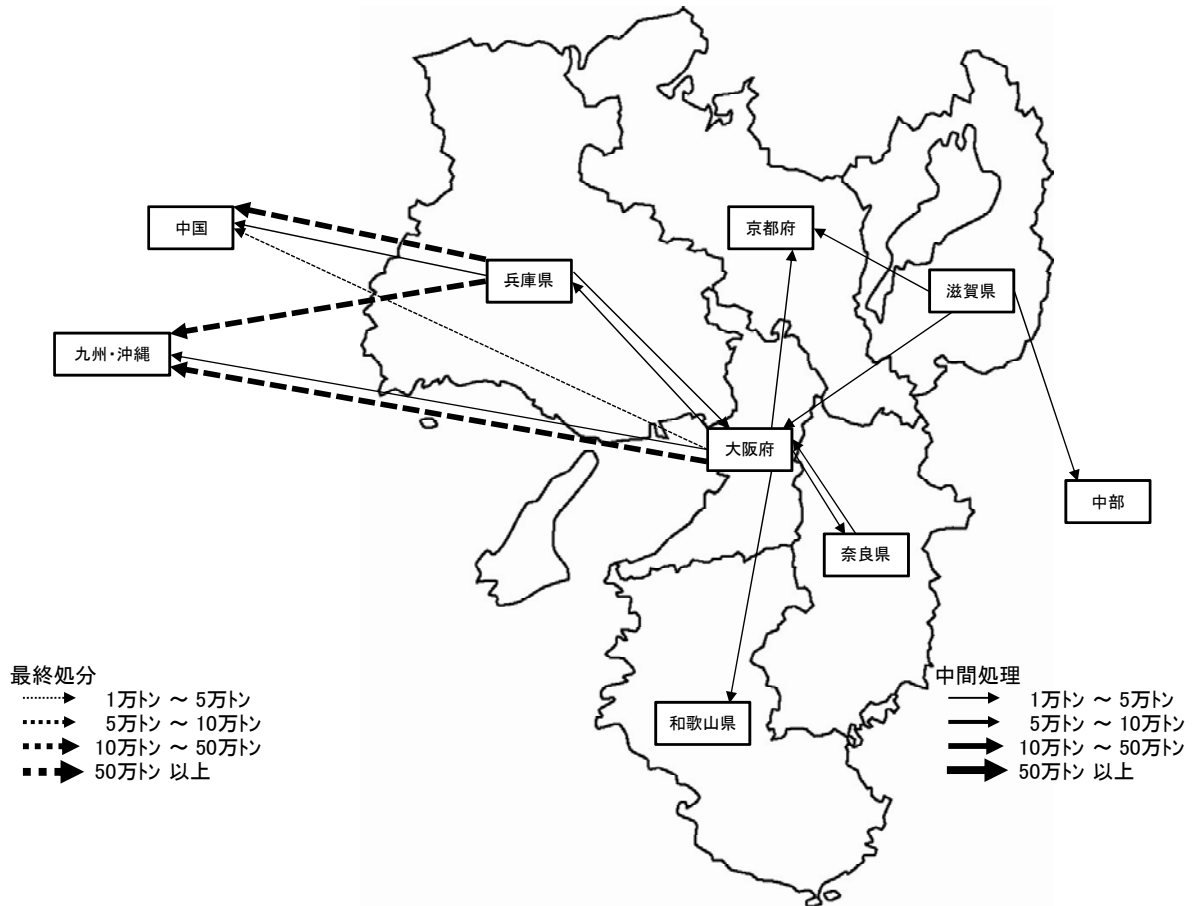 京都府
中国
兵庫県
滋賀県
九州・沖縄
大阪府
中部
奈良県
和歌山県
最終処分
1万トン ～ 5万トン
5万トン ～ 10万トン
10万トン ～ 50万トン
50万トン 以上
中間処理
1万トン ～ 5万トン
5万トン ～ 10万トン
10万トン ～ 50万トン
50万トン 以上